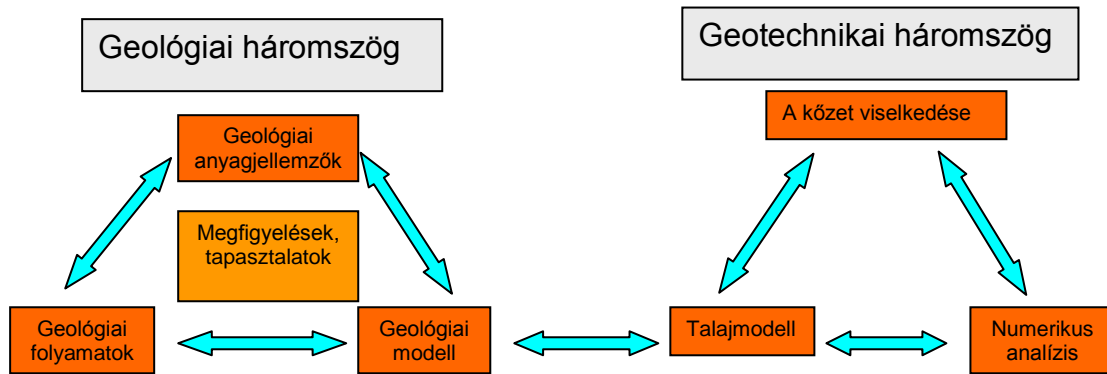 Geológiai háromszög
Geotechnikai háromszög
Geológiai
anyagjellemzők
A kőzet viselkedése
Megfigyelések,
tapasztalatok
Geológiai
folyamatok
Geológiai
modell
Talajmodell
Numerikus
analízis